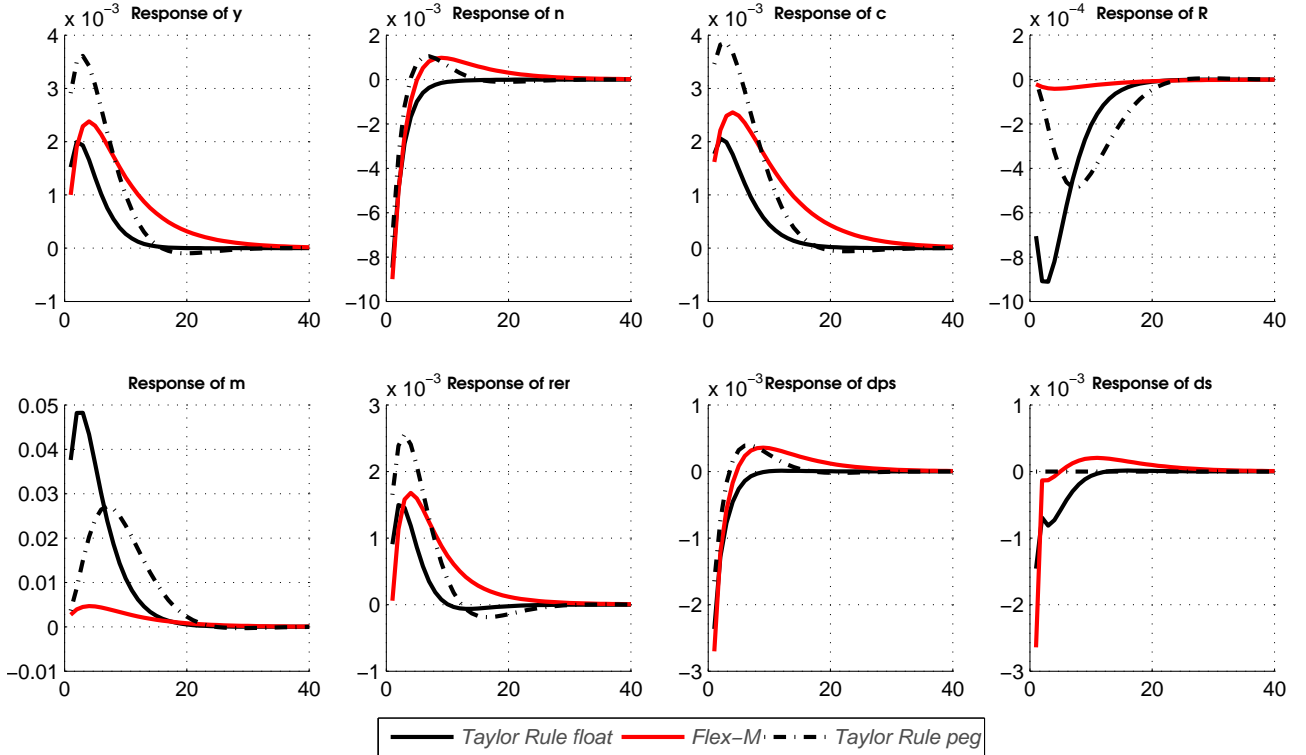 x 10−3 Response of y x 10−3 Response of n x 10−3 Response of c x 10−4 Response of R
4 2 4 2
3 0 3 0
2 −2 2 −2
−4 −4
1 −6 1 −6
0 −8 0 −8
−1 −10 −1 −10
0 20 40 0 20 40 0 20 40 0 20 40
Response of m x 10−3 Response of rer x 10−3 Response of dps x 10−3 Response of ds
0.05 3 1 1
0.04 2 0 0
0.03
0.02 1 −1 −1
0.01 0 −2 −2
0
−0.01 −1 −3 −3
0 20 40 0 20 40 0 20 40 0 20 40
Taylor Rule float Flex−M Taylor Rule peg